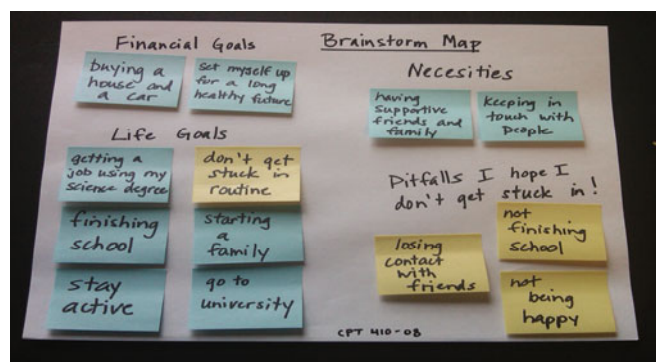 Brainstorm Map
Financial Goals
buying a
house and
a car
set myself up
for a long
healthy future
Life Goals
getting a
job using my
science degree
don't get
stuck in
routine
finishing
school
starting
a
family
stay
active
go to
university
Necesities
having
supportive
friends and
family
keeping in
touch with
people
Pitfalls I hope I
don't get stuck in!
losing
contact
with
friends
not
finishing
school
not
being
happy
CPT 410-08